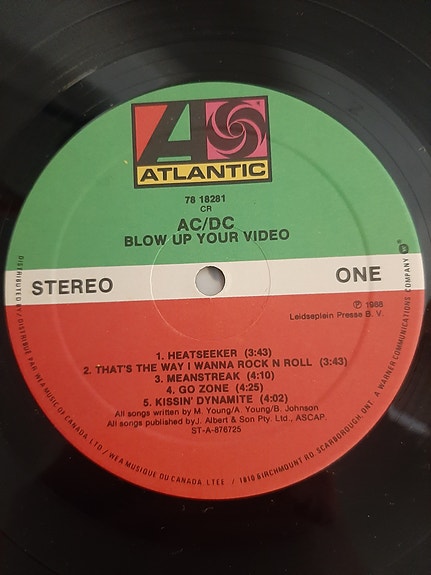 ATLANTIC
78 18281
CR
AC/DC
BLOW UP YOUR VIDEO
STEREO
ONE
℗ 1988
Leidseplein Presse B. V.
1. HEATSEEKER (3:43)
2. THAT'S THE WAY I WANNA ROCK N ROLL (3:43)
3. MEANSTREAK (4:10)
4. GO ZONE (4:25)
5. KISSIN' DYNAMITE (4:02)
All songs written by M. Young/A. Young/B. Johnson
All songs published by J. Albert & Son Pty. Ltd., ASCAP.
ST-A-878725
DISTRIBUTED BY/DISTRIBUÉ PAR WEA MUSIC OF CANADA, LTD / WEA MUSIQUE DU CANADA, LTEE / 1810 BIRCHMOUNT RD. SCARBOROUGH, ONT. A WARNER COMMUNICATIONS COMPANY